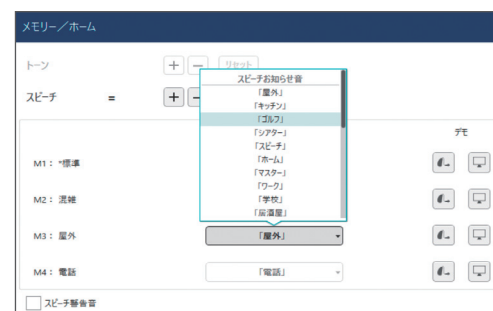 メモリー／ホーム
トーン + − リセット
スピーチ = + −
スピーチお知らせ音
「屋外」
「キッチン」
「ゴルフ」
「シアター」
「スピーチ」
「ホーム」
「マスター」
「ワーク」
「学校」
「居酒屋」
デモ
M1： *標準
M2： 混雑
M3： 屋外 「屋外」
M4： 電話 「電話」
スピーチ警告音